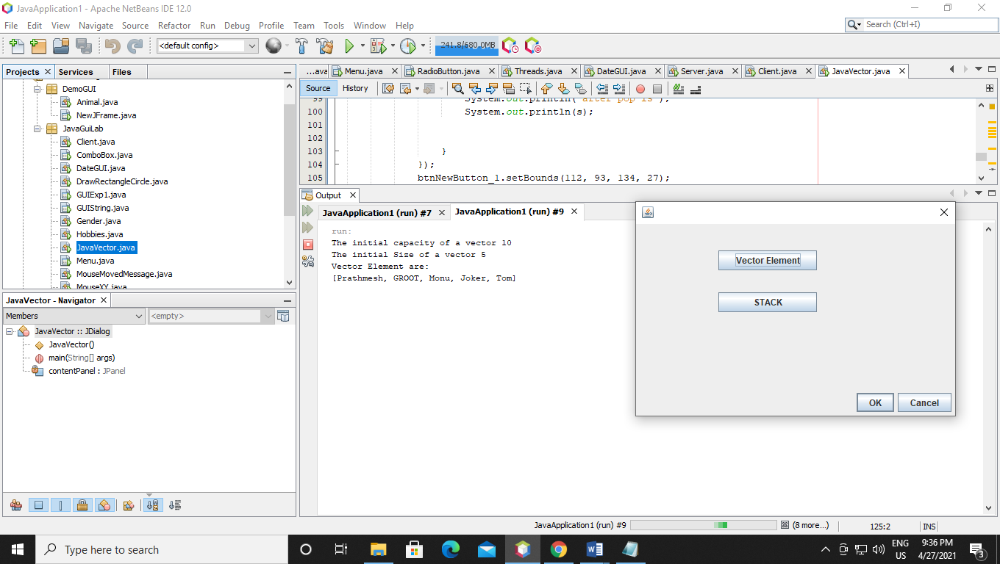 JavaApplication1 - Apache NetBeans IDE 12.0
File Edit View Navigate Source Refactor Run Debug Profile Team Tools Window Help
Search (Ctrl+I)
<default config>
241.8/680.0MB
Projects Services Files
DemoGUI
Animal.java
NewJFrame.java
JavaGuiLab
Client.java
ComboBox.java
DateGUI.java
DrawRectangleCircle.java
GUIExp1.java
GUIString.java
Gender.java
Hobbies.java
JavaVector.java
Menu.java
MouseMovedMessage.java
MouseXY.java
JavaVector - Navigator
Members
<empty>
JavaVector :: JDialog
JavaVector()
main(String[] args)
contentPanel : JPanel
...ava Menu.java RadioButton.java Threads.java DateGUI.java Server.java Client.java JavaVector.java
Source History
99 System.out.println("after pop is");
100 System.out.println(s);
101
102
103 }
104 });
105 btnNewButton_1.setBounds(112, 93, 134, 27);
Output
JavaApplication1 (run) #7 JavaApplication1 (run) #9
run:
The initial capacity of a vector 10
The initial Size of a vector 5
Vector Element are:
[Prathmesh, GROOT, Monu, Joker, Tom]
Vector Element
STACK
OK Cancel
JavaApplication1 (run) #9 (8 more...) 125:2 INS
Type here to search
ENG
US
9:36 PM
4/27/2021
3